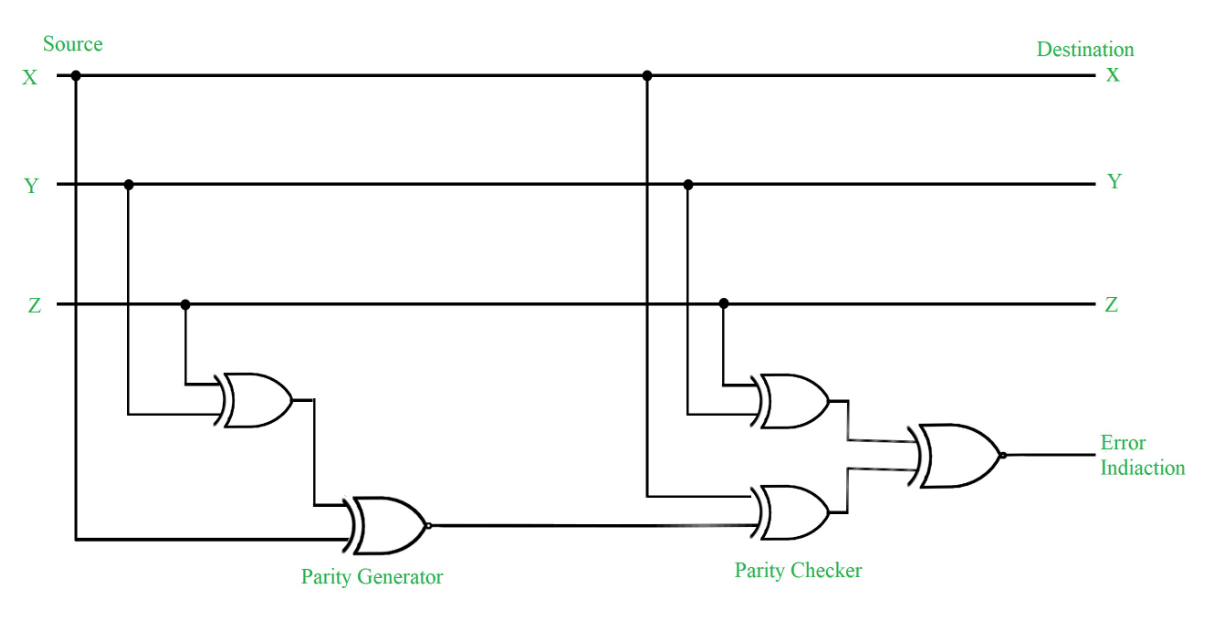 Source
Destination
X
X
Y
Y
Z
Z
Error
Indiaction
Parity Generator
Parity Checker